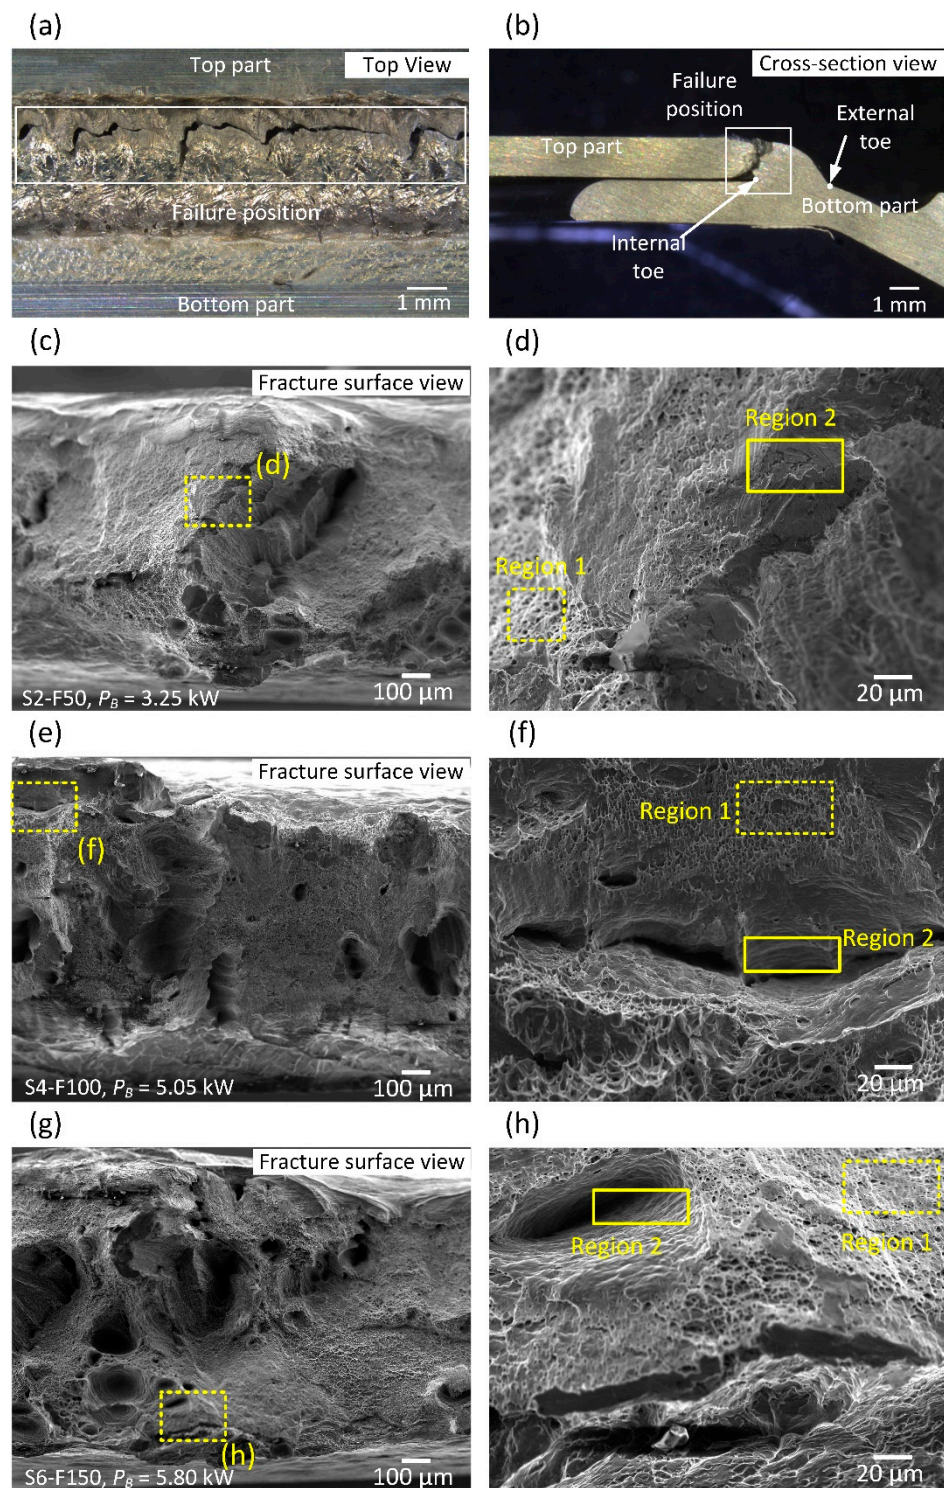 (a)
Top part
Top View
Failure position
Bottom part
1 mm
(b)
Cross-section view
Failure
position
External
toe
Top part
Bottom part
Internal
toe
1 mm
(c)
Fracture surface view
(d)
S2-F50, P_B = 3.25 kW
100 μm
(d)
Region 2
Region 1
20 μm
(e)
Fracture surface view
(f)
S4-F100, P_B = 5.05 kW
100 μm
(f)
Region 1
Region 2
20 μm
(g)
Fracture surface view
(h)
S6-F150, P_B = 5.80 kW
100 μm
(h)
Region 2
Region 1
20 μm